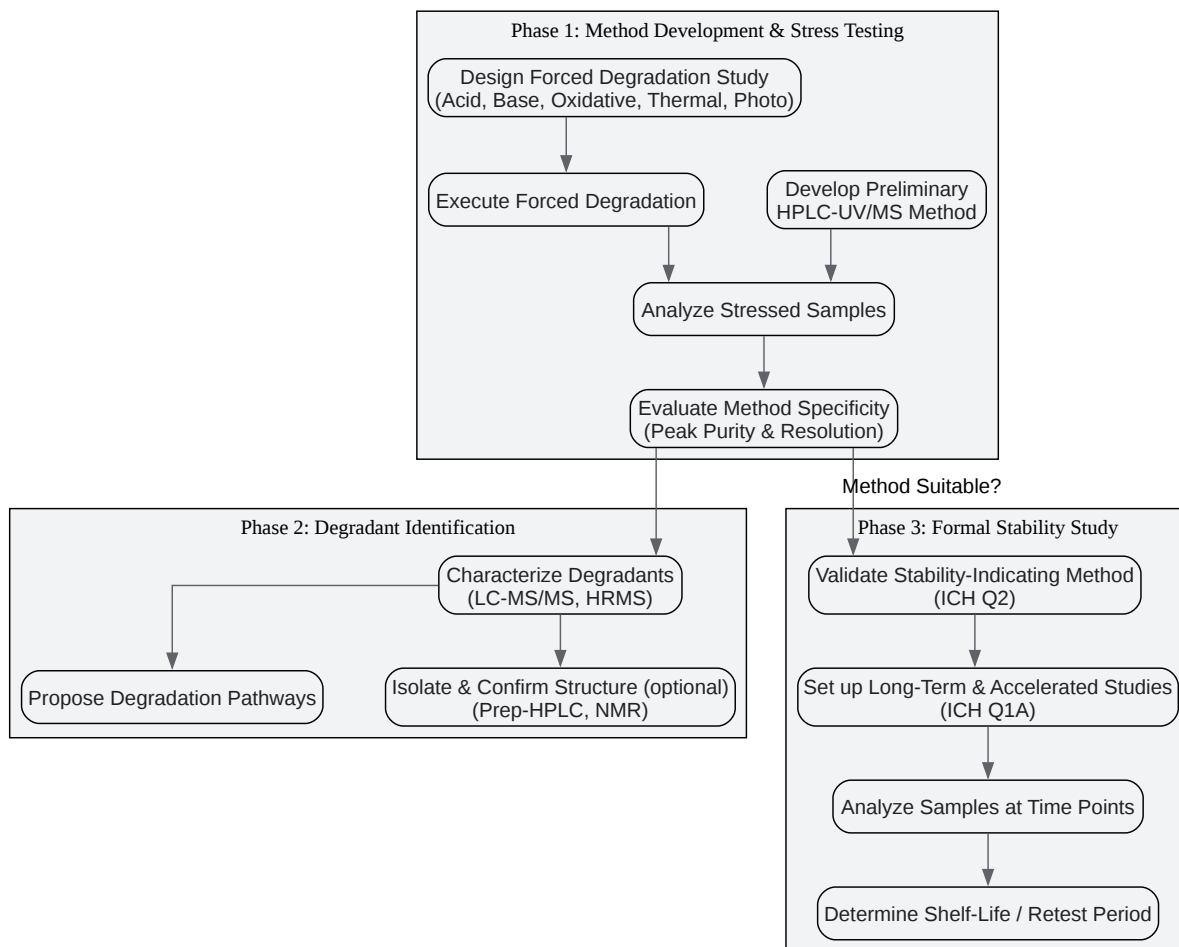 Phase 1: Method Development & Stress Testing
Design Forced Degradation Study
(Acid, Base, Oxidative, Thermal, Photo)
Execute Forced Degradation
Develop Preliminary
HPLC-UV/MS Method
Analyze Stressed Samples
Evaluate Method Specificity
(Peak Purity & Resolution)
Method Suitable?
Phase 2: Degradant Identification
Characterize Degradants
(LC-MS/MS, HRMS)
Propose Degradation Pathways
Isolate & Confirm Structure (optional)
(Prep-HPLC, NMR)
Phase 3: Formal Stability Study
Validate Stability-Indicating Method
(ICH Q2)
Set up Long-Term & Accelerated Studies
(ICH Q1A)
Analyze Samples at Time Points
Determine Shelf-Life / Retest Period